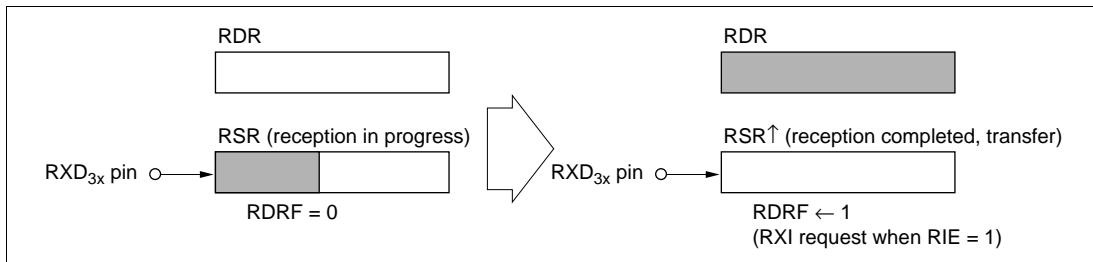 RDR
RSR (reception in progress)
RXD3x pin
RDRF = 0
RDR
RSR↑ (reception completed, transfer)
RXD3x pin
RDRF ← 1
(RXI request when RIE = 1)